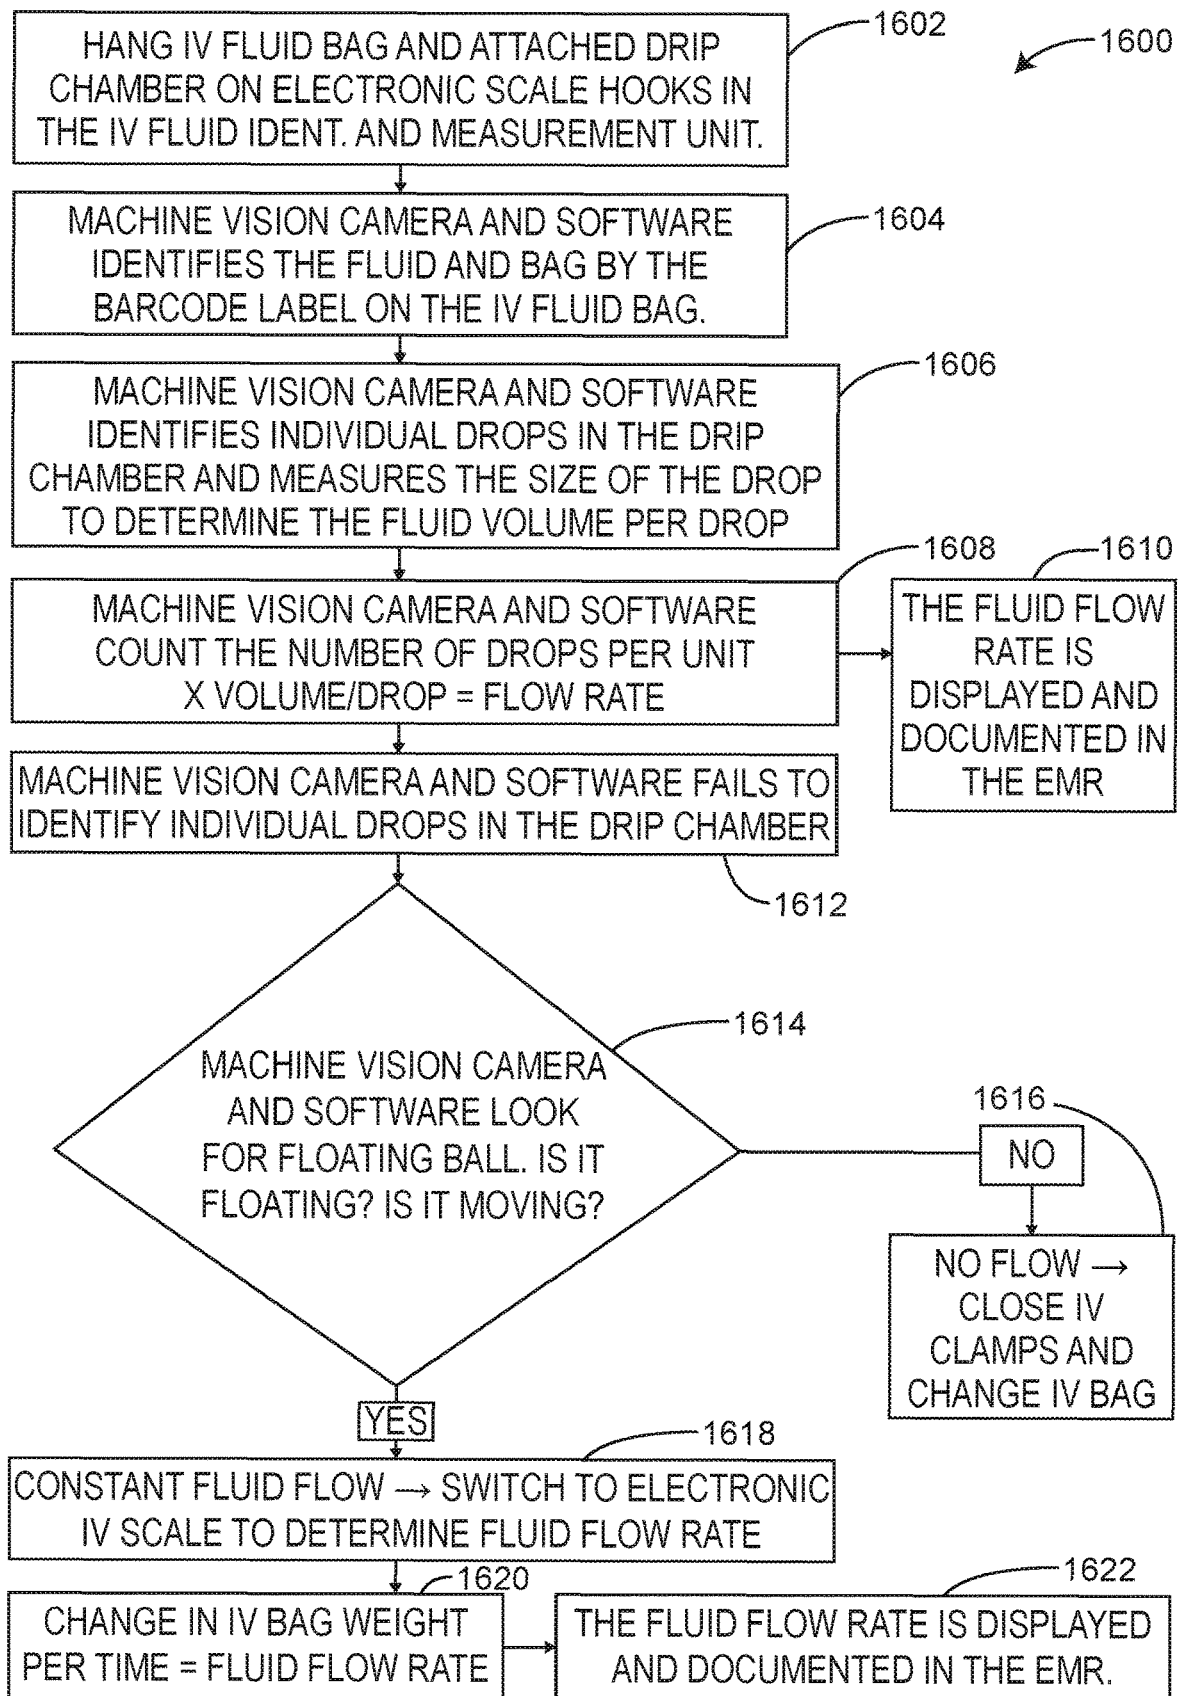 1602
1600
HANG IV FLUID BAG AND ATTACHED DRIP
CHAMBER ON ELECTRONIC SCALE HOOKS IN
THE IV FLUID IDENT. AND MEASUREMENT UNIT.
1604
MACHINE VISION CAMERA AND SOFTWARE
IDENTIFIES THE FLUID AND BAG BY THE
BARCODE LABEL ON THE IV FLUID BAG.
1606
MACHINE VISION CAMERA AND SOFTWARE
IDENTIFIES INDIVIDUAL DROPS IN THE DRIP
CHAMBER AND MEASURES THE SIZE OF THE DROP
TO DETERMINE THE FLUID VOLUME PER DROP
1608
MACHINE VISION CAMERA AND SOFTWARE
COUNT THE NUMBER OF DROPS PER UNIT
X VOLUME/DROP = FLOW RATE
1610
THE FLUID FLOW
RATE IS
DISPLAYED AND
DOCUMENTED IN
THE EMR
MACHINE VISION CAMERA AND SOFTWARE FAILS TO
IDENTIFY INDIVIDUAL DROPS IN THE DRIP CHAMBER
1612
1614
MACHINE VISION CAMERA
AND SOFTWARE LOOK
FOR FLOATING BALL. IS IT
FLOATING? IS IT MOVING?
1616
NO
NO FLOW →
CLOSE IV
CLAMPS AND
CHANGE IV BAG
YES
1618
CONSTANT FLUID FLOW → SWITCH TO ELECTRONIC
IV SCALE TO DETERMINE FLUID FLOW RATE
1620
CHANGE IN IV BAG WEIGHT
PER TIME = FLUID FLOW RATE
1622
THE FLUID FLOW RATE IS DISPLAYED
AND DOCUMENTED IN THE EMR.